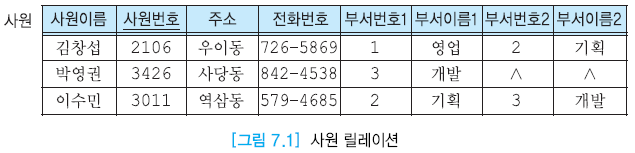 사원 사원이름 사원번호 주소 전화번호 부서번호1 부서이름1 부서번호2 부서이름2
김창섭 2106 우이동 726-5869 1 영업 2 기획
박영권 3426 사당동 842-4538 3 개발 ∧ ∧
이수민 3011 역삼동 579-4685 2 기획 3 개발
[그림 7.1] 사원 릴레이션